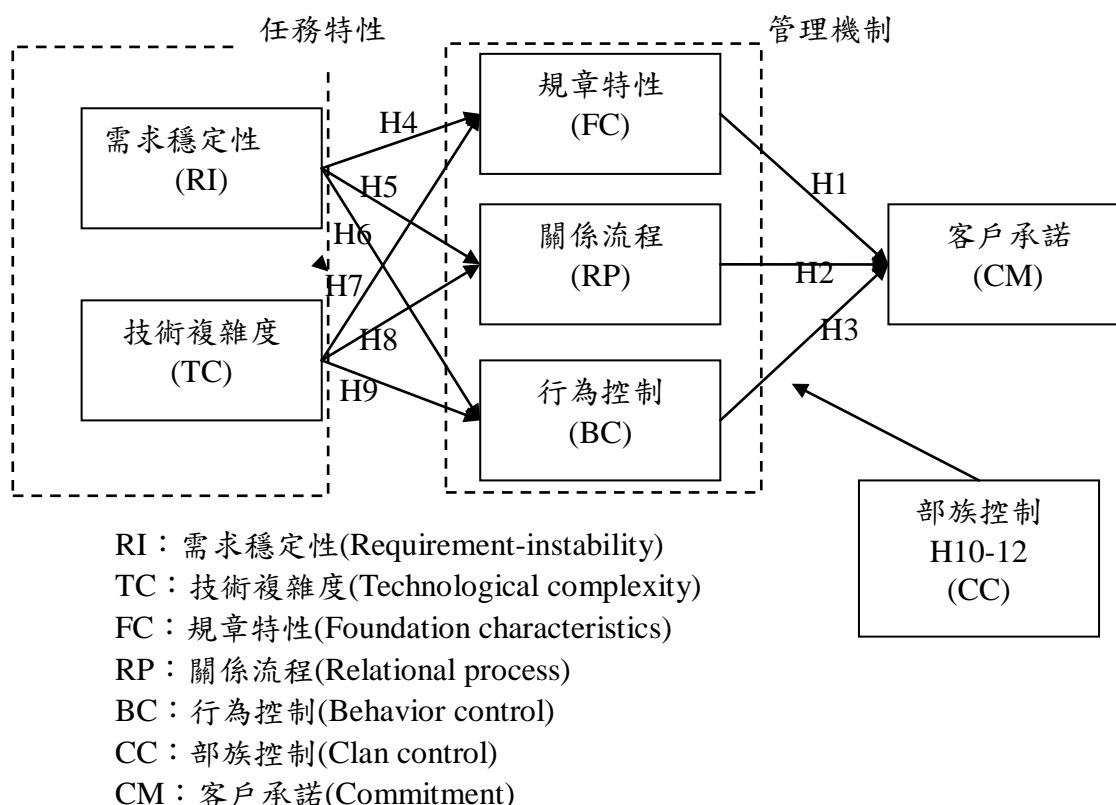 任務特性
管理機制
需求穩定性
(RI)
技術複雜度
(TC)
H4
H5
H6
H7
H8
H9
規章特性
(FC)
關係流程
(RP)
行為控制
(BC)
H1
H2
H3
客戶承諾
(CM)
部族控制
H10-12
(CC)
RI：需求穩定性(Requirement-instability)
TC：技術複雜度(Technological complexity)
FC：規章特性(Foundation characteristics)
RP：關係流程(Relational process)
BC：行為控制(Behavior control)
CC：部族控制(Clan control)
CM：客戶承諾(Commitment)